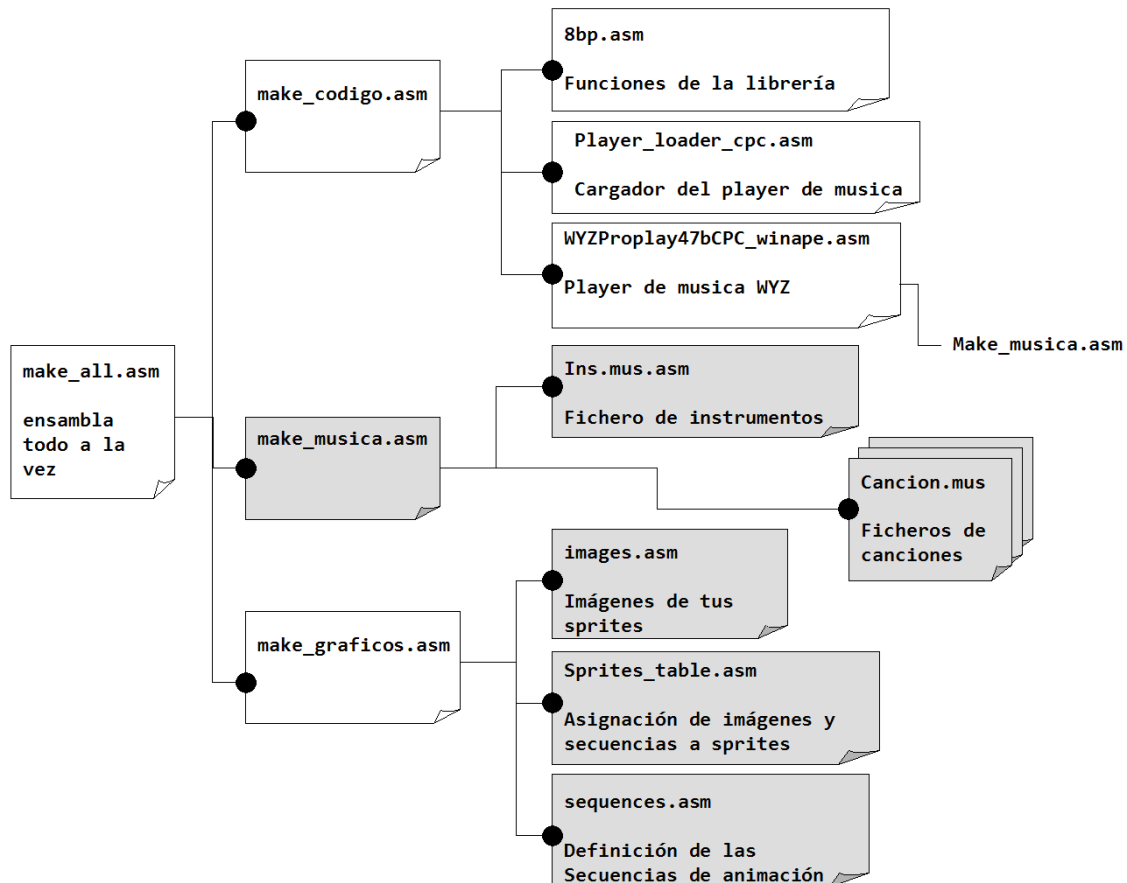 8bp.asm
Funciones de la librería
make_codigo.asm
Player_loader_cpc.asm
Cargador del player de musica
WYZProplay47bCPC_winape.asm
Player de musica WYZ
Make_musica.asm
make_all.asm
ensambla
todo a la
vez
make_musica.asm
Ins.mus.asm
Fichero de instrumentos
Cancion.mus
Ficheros de
canciones
images.asm
Imágenes de tus
sprites
make_graficos.asm
Sprites_table.asm
Asignación de imágenes y
secuencias a sprites
sequences.asm
Definición de las
Secuencias de animación